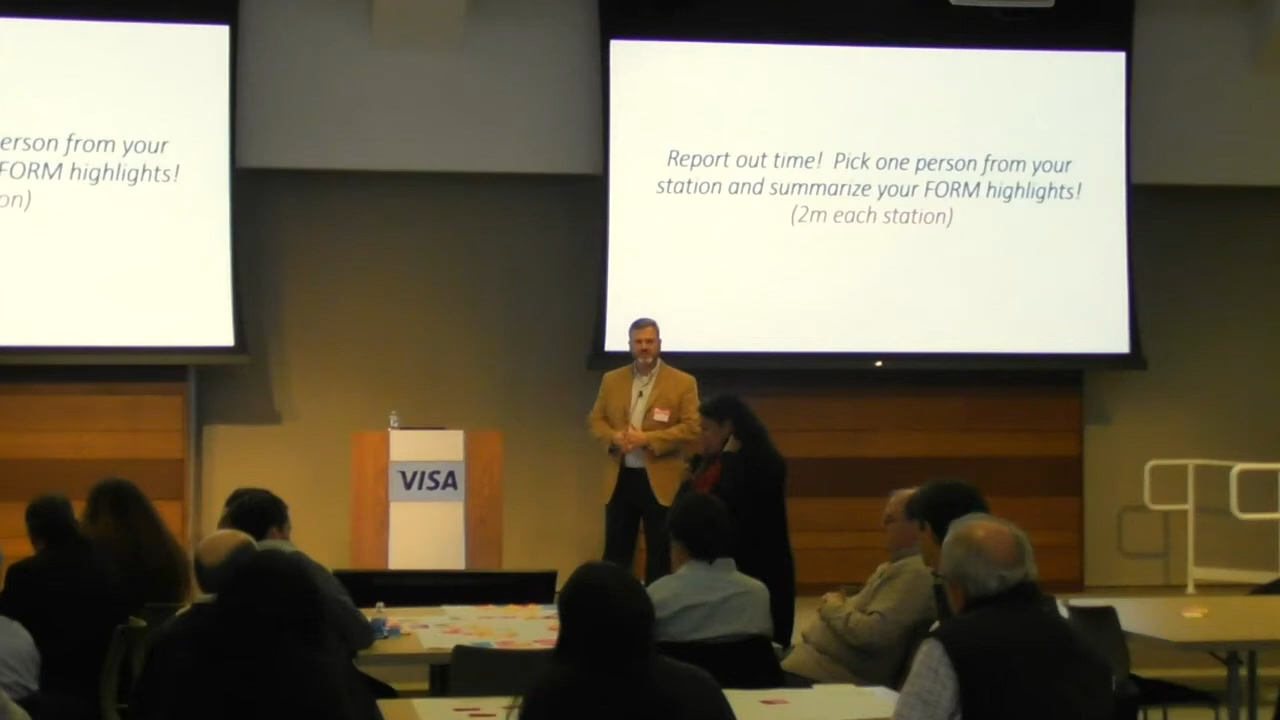 erson from your
FORM highlights!
on)
Report out time! Pick one person from your
station and summarize your FORM highlights!
(2m each station)
VISA